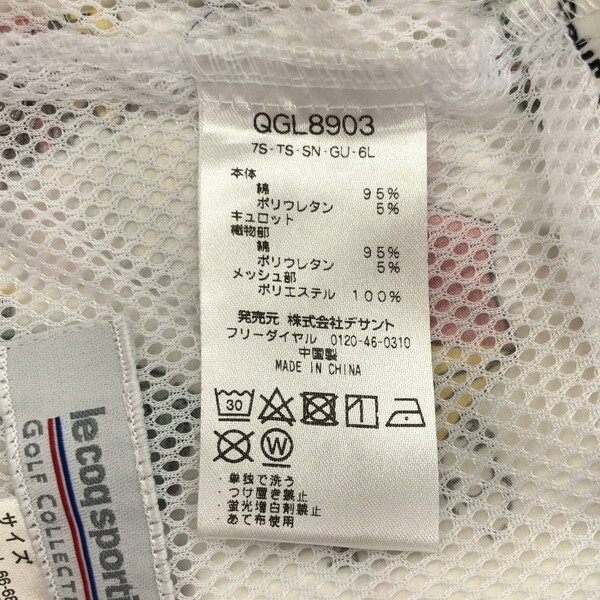 QGL8903
7S-TS-SN-GU-6L
本体
綿 95%
ポリウレタン 5%
キュロット
織物部
綿 95%
ポリウレタン 5%
メッシュ部
ポリエステル 100%
発売元 株式会社デサント
フリーダイヤル 0120-46-0310
中国製
MADE IN CHINA
30
W
・単独で洗う
・つけ置き禁止
・蛍光増白剤禁止
・あて布使用
le coq sporti
GOLF COLLECT
サイズ